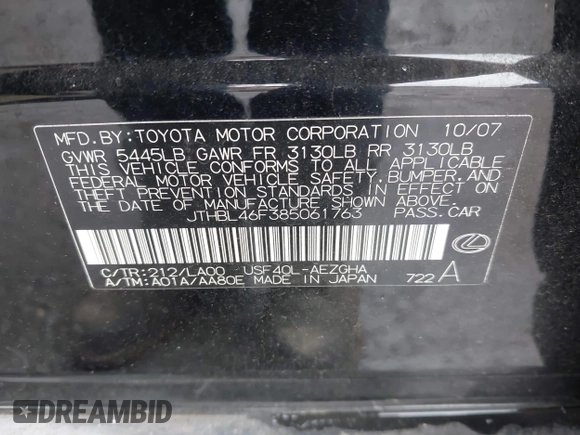 MFD.BY:TOYOTA MOTOR CORPORATION 10/07
GVWR 5445LB GAWR FR 3130LB RR 3130LB
THIS VEHICLE CONFORMS TO ALL APPLICABLE
FEDERAL MOTOR VEHICLE SAFETY,BUMPER,AND
THEFT PREVENTION STANDARDS IN EFFECT ON
THE DATE OF MANUFACTURE SHOWN ABOVE.
JTHBL46F385061763 PASS.CAR
C/TR:212/LA00 USF40L-AEZGHA
A/TM:A01A/AA80E MADE IN JAPAN 722 A
DREAMBID